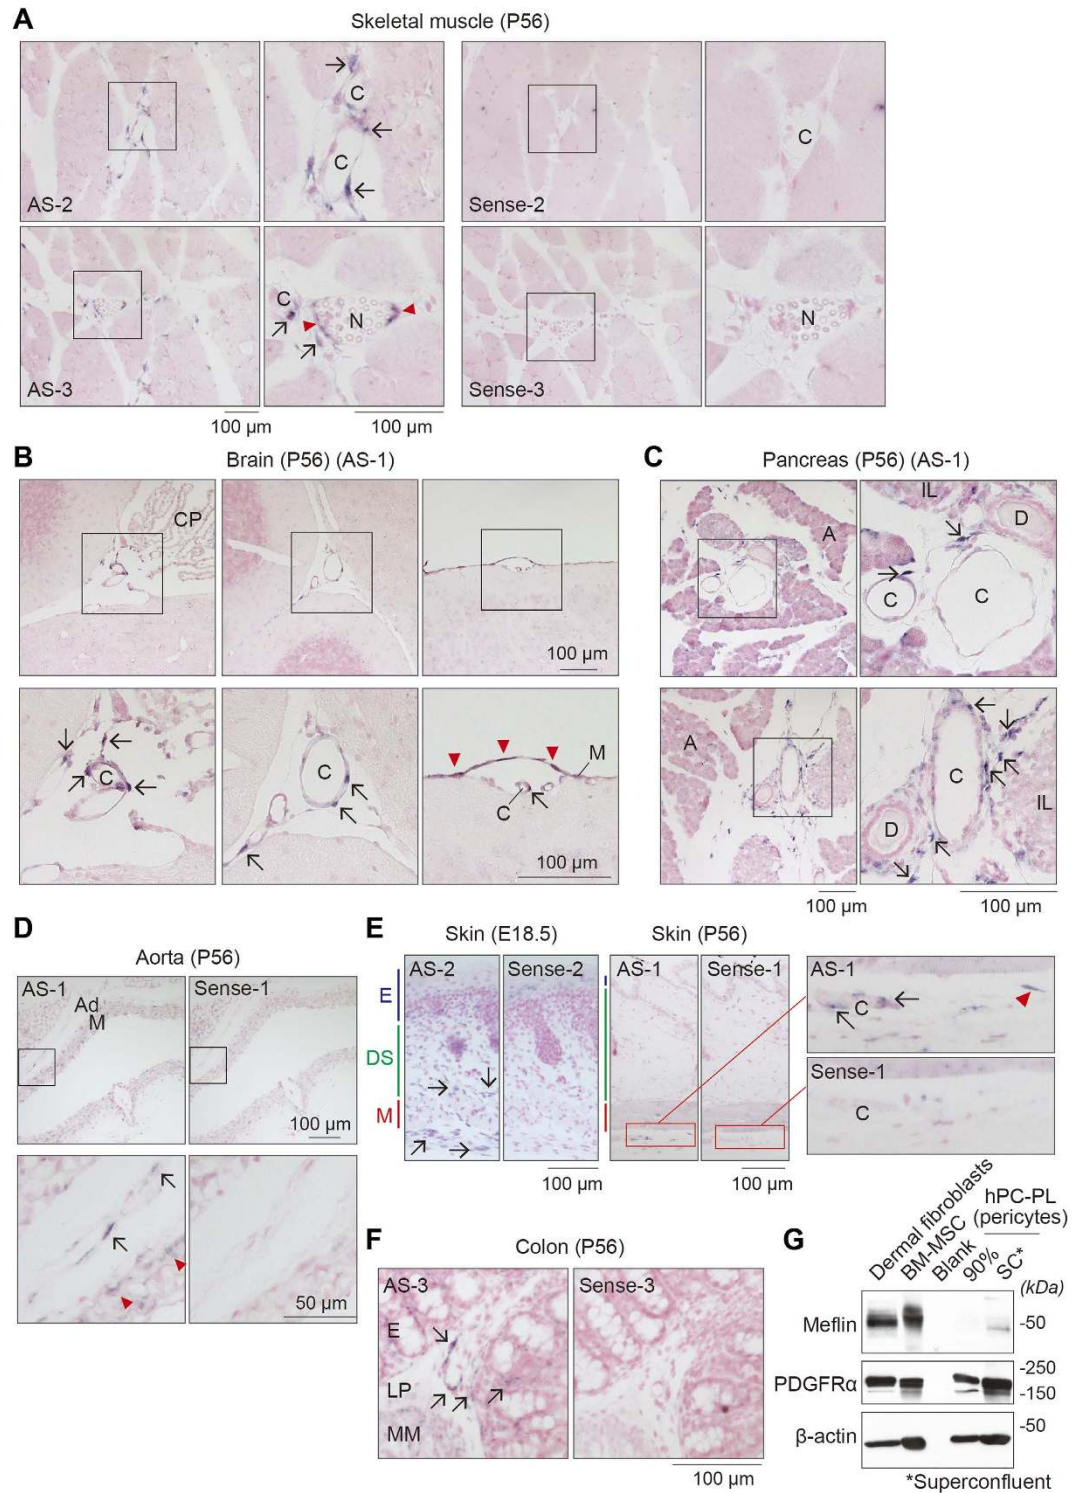 A
Skeletal muscle (P56)
AS-2
C
C
Sense-2
C
AS-3
C
N
Sense-3
N
100 μm
100 μm
B
Brain (P56) (AS-1)
CP
100 μm
C
C
M
C
100 μm
C
Pancreas (P56) (AS-1)
A
IL
D
C
C
A
C
D
IL
100 μm
100 μm
D
Aorta (P56)
AS-1
Ad
M
Sense-1
100 μm
50 μm
E
Skin (E18.5)
Skin (P56)
AS-2
Sense-2
AS-1
Sense-1
AS-1
E
DS
M
C
Sense-1
C
100 μm
100 μm
F
Colon (P56)
AS-3
Sense-3
E
LP
MM
100 μm
G
Dermal fibroblasts
BM-MSC
Blank
hPC-PL
(pericytes)
90%
SC*
(kDa)
Meflin
-50
PDGFRα
-250
-150
β-actin
-50
*Superconfluent